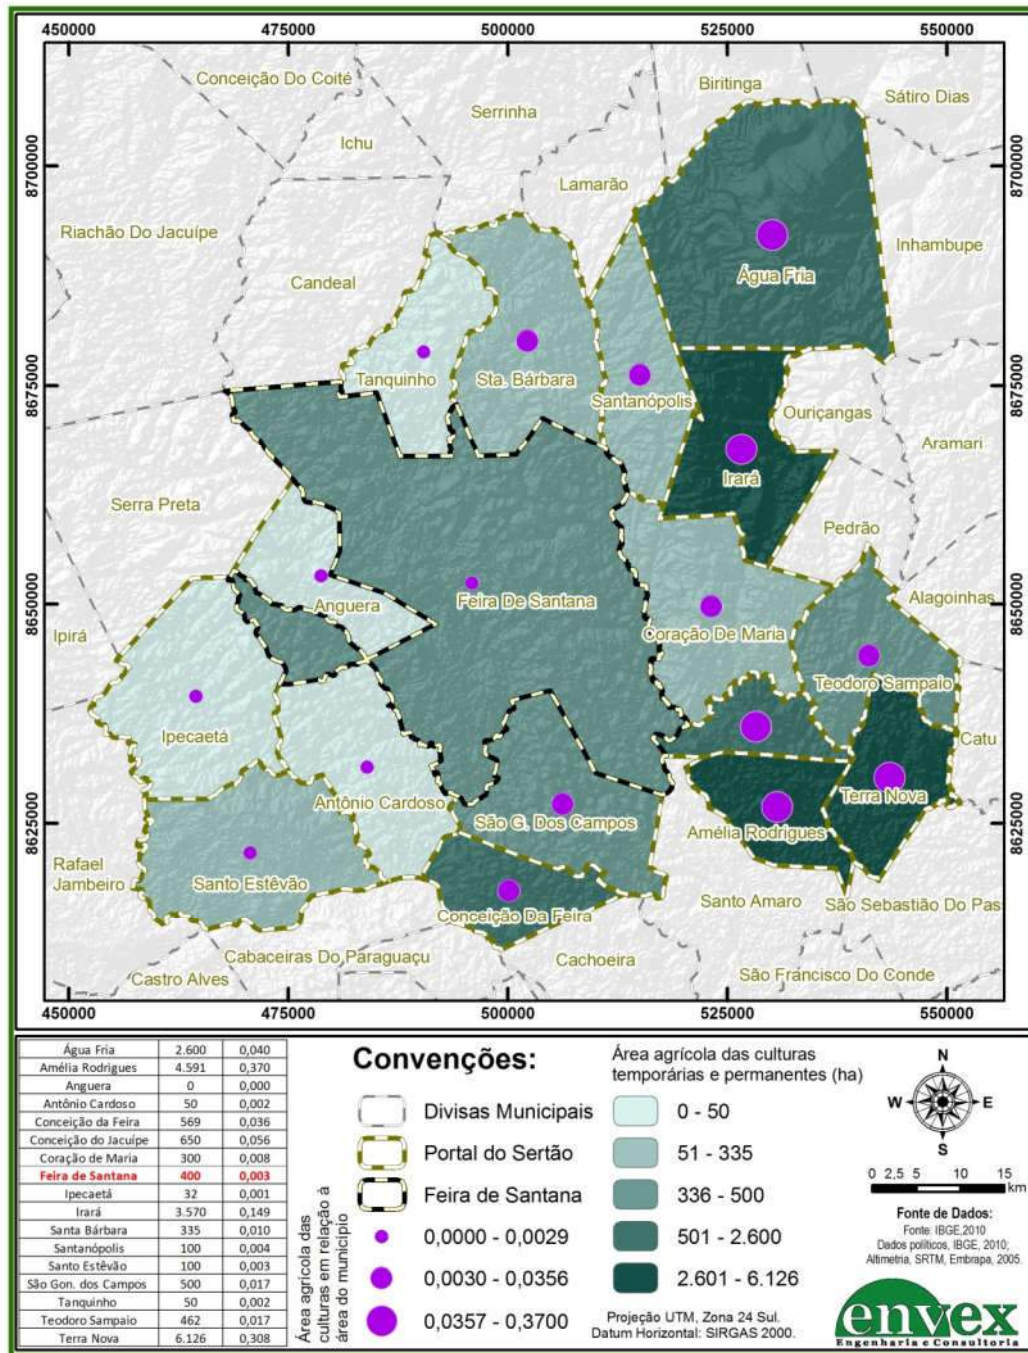 450000 475000 500000 525000 550000
Conceição Do Coité
Biritinga
Sátiro Dias
Serrinha
Ichu
8700000
8700000
Lamarão
Riachão Do Jacuípe
Inhambupe
Candeal
Água Fria
Tanquinho
Sta. Bárbara
8675000
8675000
Santanópolis
Ouriçangas
Aramari
Irará
Serra Preta
Pedrão
Alagoinhas
Feira De Santana
Anguera
8650000
8650000
Ipirá
Coração De Maria
Teodoro Sampaio
Ipecaetá
Catu
Terra Nova
Antônio Cardoso
São G. Dos Campos
Amélia Rodrigues
8625000
8625000
Rafael
Jambeiro
Santo Estêvão
Santo Amaro
São Sebastião Do Pas
Conceição Da Feira
Cabaceiras Do Paraguaçu
Cachoeira
Castro Alves
São Francisco Do Conde
450000 475000 500000 525000 550000
Água Fria 2.600 0,040
Amélia Rodrigues 4.591 0,370
Anguera 0 0,000
Antônio Cardoso 50 0,002
Conceição da Feira 569 0,036
Conceição do Jacuípe 650 0,056
Coração de Maria 300 0,008
Feira de Santana 400 0,003
Ipecaetá 32 0,001
Irará 3.570 0,149
Santa Bárbara 335 0,010
Santanópolis 100 0,004
Santo Estêvão 100 0,003
São Gon. dos Campos 500 0,017
Tanquinho 50 0,002
Teodoro Sampaio 462 0,017
Terra Nova 6.126 0,308
Convenções:
Divisas Municipais
Portal do Sertão
Feira de Santana
Área agrícola das
culturas em relação à
área do municipio
0,0000 - 0,0029
0,0030 - 0,0356
0,0357 - 0,3700
Área agrícola das culturas
temporárias e permanentes (ha)
0 - 50
51 - 335
336 - 500
501 - 2.600
2.601 - 6.126
Projeção UTM, Zona 24 Sul.
Datum Horizontal: SIRGAS 2000.
N
W E
S
0 2,5 5 10 15
km
Fonte de Dados:
Fonte: IBGE,2010
Dados políticos, IBGE, 2010;
Altimetria, SRTM, Embrapa, 2005.
envex
Engenharia e Consultoria